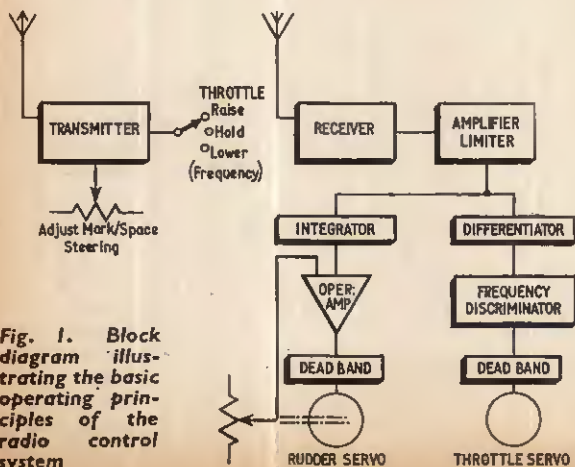 THROTTLE
Raise
Hold
Lower
(Frequency)
TRANSMITTER
Adjust Mark/Space
Steering
RECEIVER
AMPLIFIER
LIMITER
INTEGRATOR
DIFFERENTIATOR
OPER:
AMP
FREQUENCY
DISCRIMINATOR
DEAD BAND
DEAD BAND
RUDDER SERVO
THROTTLE SERVO
Fig. 1. Block
diagram illus-
trating the basic
operating prin-
ciples of the
radio control
system